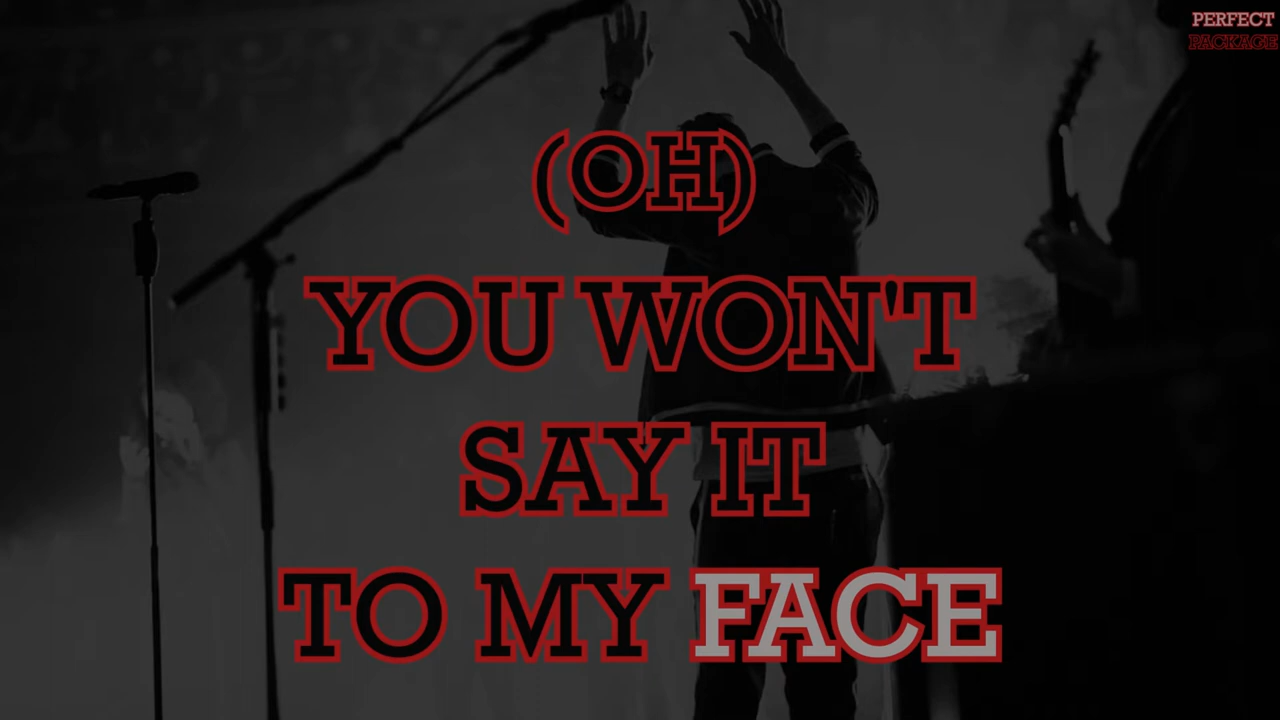 PERFECT
PACKAGE
(OH)
YOU WON'T
SAY IT
TO MY FACE